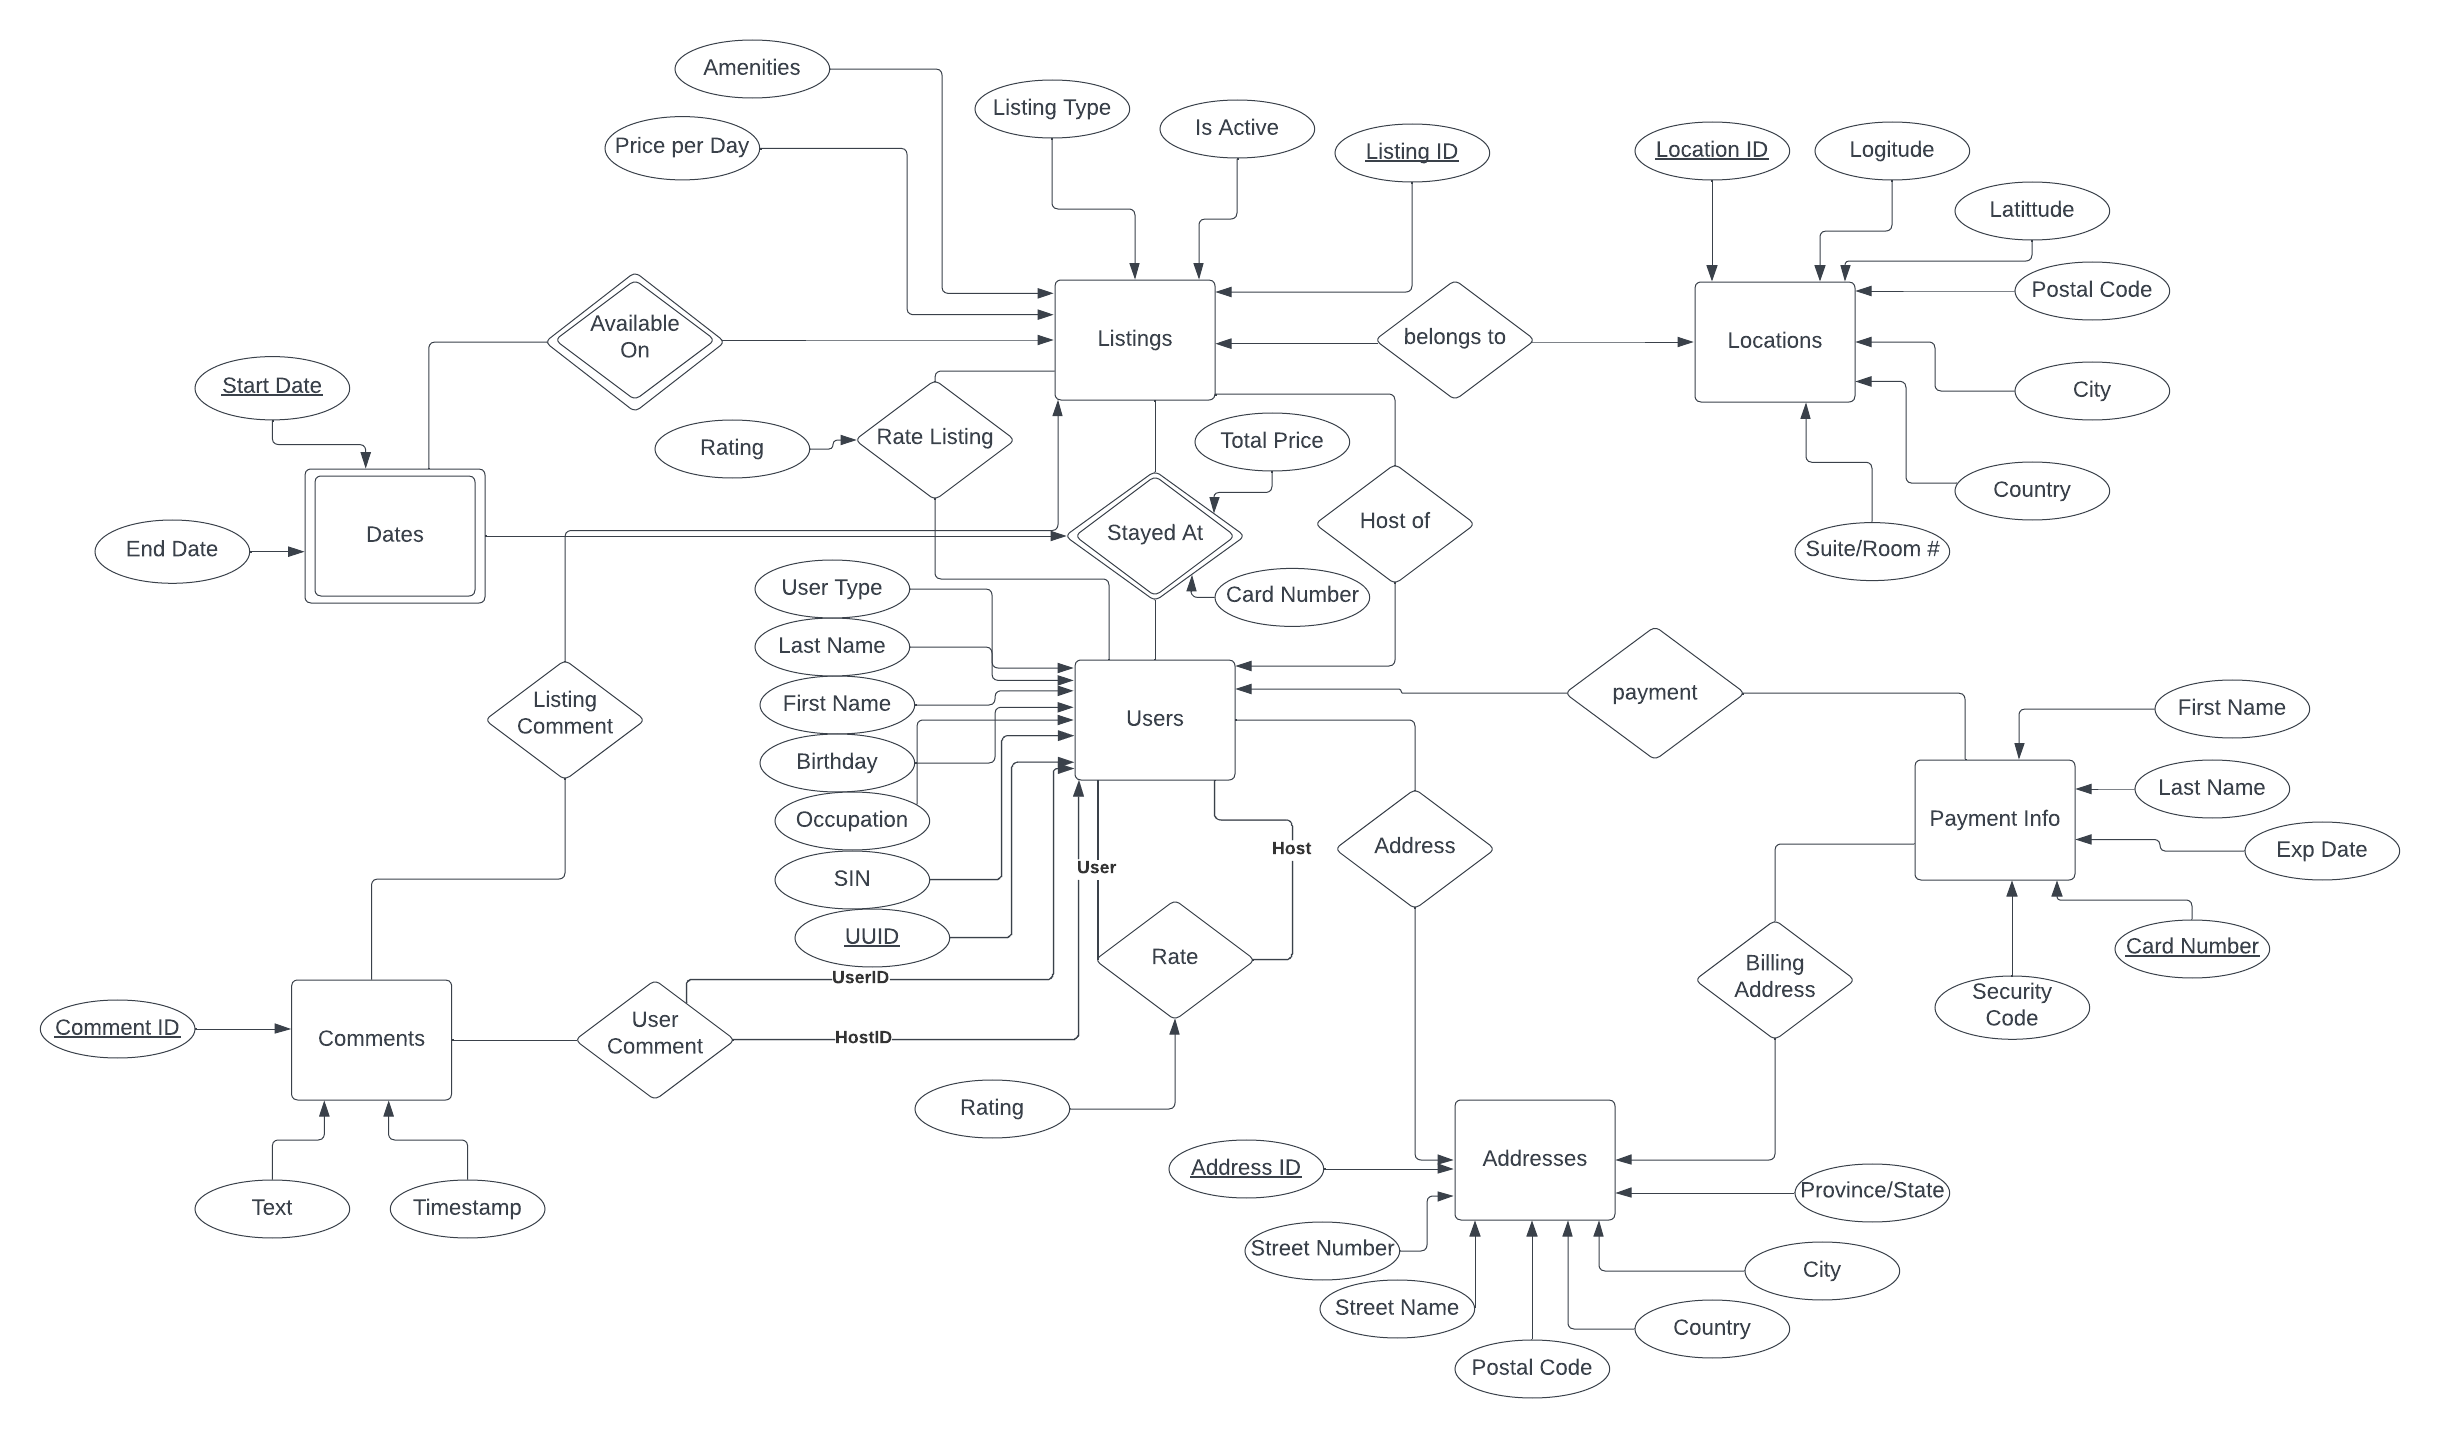 Amenities
Listing Type
Is Active
Price per Day
Listing ID
Location ID
Logitude
Latittude
Postal Code
Available
On
Listings
belongs to
Locations
Start Date
City
Rating
Rate Listing
Total Price
Host of
Country
End Date
Dates
Stayed At
Suite/Room #
User Type
Card Number
Last Name
First Name
Listing
Comment
Users
payment
First Name
Birthday
Last Name
Occupation
Payment Info
User
Host
Address
Exp Date
SIN
UUID
Rate
Billing
Address
Card Number
UserID
Security
Code
Comment ID
Comments
User
Comment
HostID
Rating
Address ID
Addresses
Province/State
Text
Timestamp
Street Number
City
Street Name
Country
Postal Code